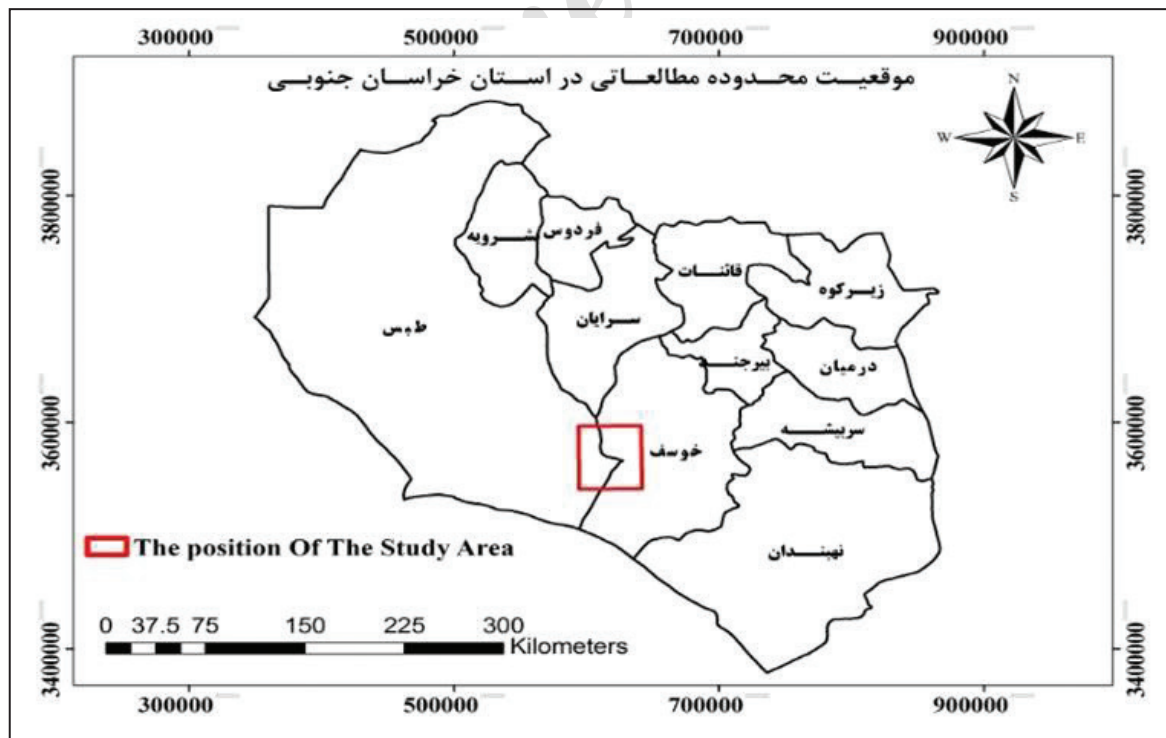 300000 500000 700000 900000
موقعیت محدوده مطالعاتی در استان خراسان جنوبی
N
W E
S
3800000 3800000
فردوس
بشرویه
قائنات
زیرکوه
سرایان
طبس
بیرجند
درمیان
3600000 3600000
سربیشه
خوسف
The position Of The Study Area
نهبندان
0 37.5 75 150 225 300
Kilometers
3400000 3400000
300000 500000 700000 900000